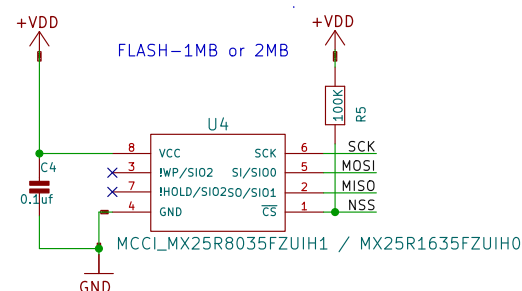 +VDD
+VDD
FLASH-1MB or 2MB
100K
R5
U4
8 VCC SCK 6 SCK
3 !WP/SIO2 SI/SIO0 5 MOSI
7 !HOLD/SIO2 SO/SIO1 2 MISO
4 GND CS 1 NSS
C4
0.1uf
MCCI_MX25R8035FZUIH1 / MX25R1635FZUIH0
GND